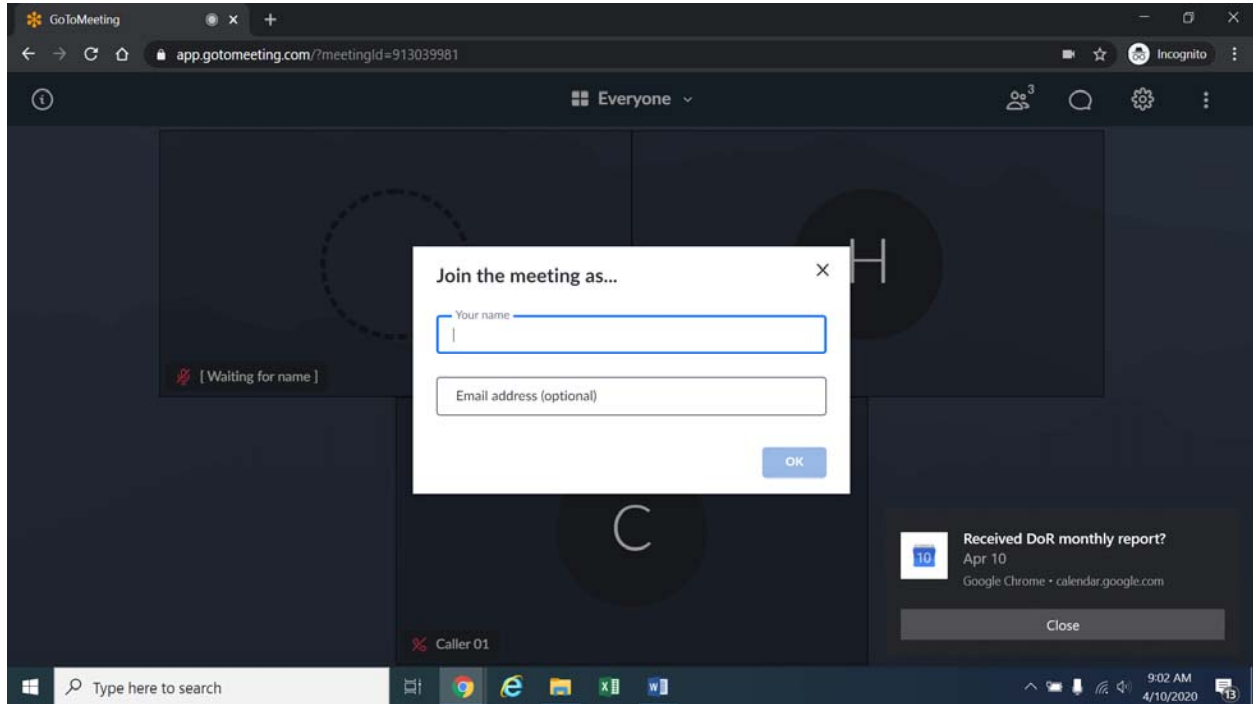 GoToMeeting
app.gotomeeting.com/?meetingId=913039981
Incognito
Everyone
3
H
Join the meeting as...
Your name
[ Waiting for name ]
Email address (optional)
OK
C
Received DoR monthly report?
10
Apr 10
Google Chrome • calendar.google.com
Close
Caller 01
Type here to search
9:02 AM
4/10/2020
13